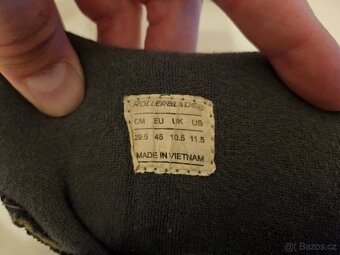 ROLLERBLADE®
CM EU UK US
29.5 45 10.5 11.5
MADE IN VIETNAM
Bazos.cz